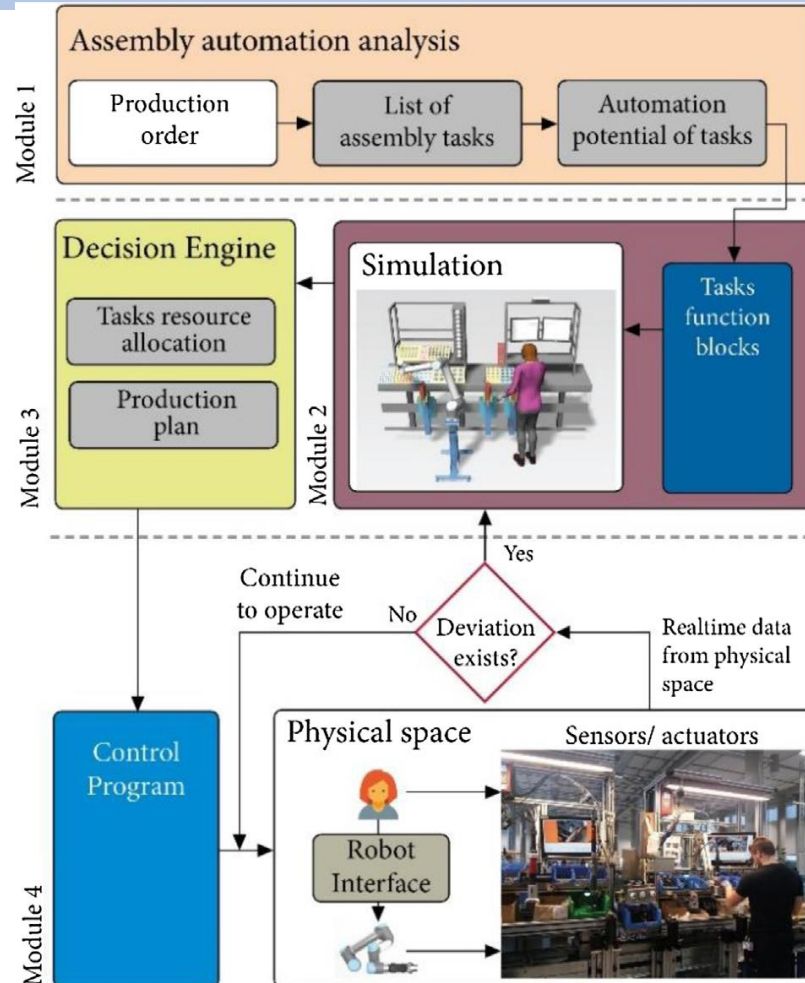 Module 1
Assembly automation analysis
Production
order
List of
assembly tasks
Automation
potential of tasks
Module 3
Decision Engine
Tasks resource
allocation
Production
plan
Module 2
Simulation
Tasks
function
blocks
Yes
Continue
to operate
No
Deviation
exists?
Realtime data
from physical
space
Module 4
Control
Program
Physical space
Sensors/ actuators
Robot
Interface